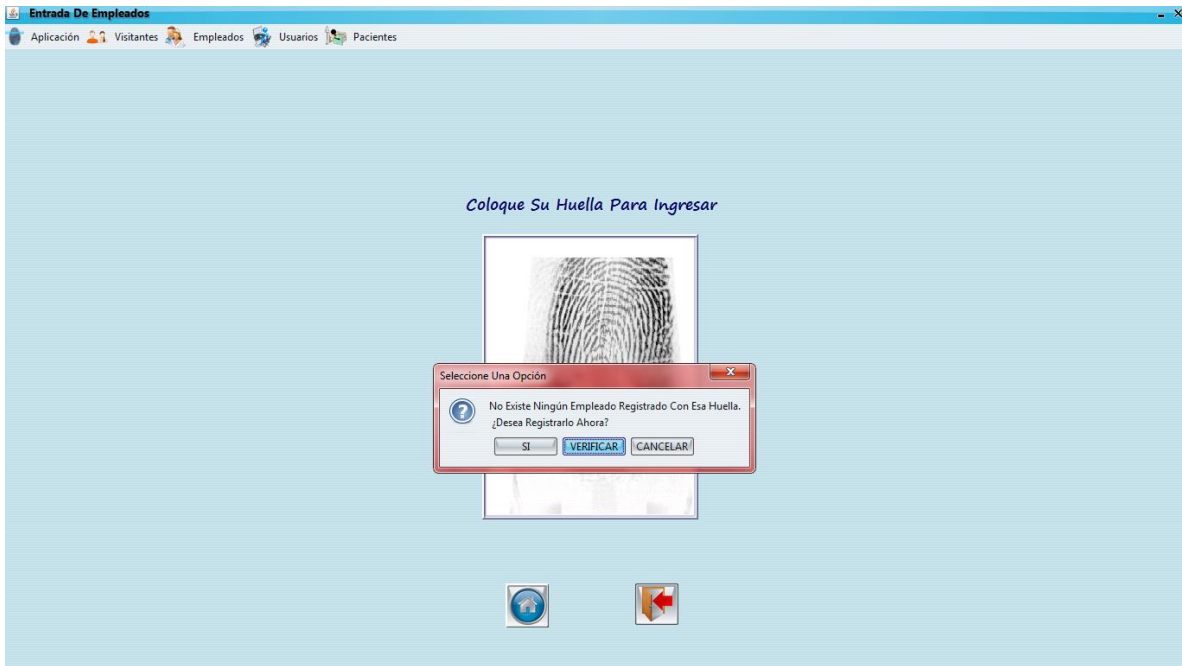 Entrada De Empleados
Aplicación Visitantes Empleados Usuarios Pacientes
Coloque Su Huella Para Ingresar
Seleccione Una Opción
No Existe Ningún Empleado Registrado Con Esa Huella.
¿Desea Registrarlo Ahora?
SI VERIFICAR CANCELAR